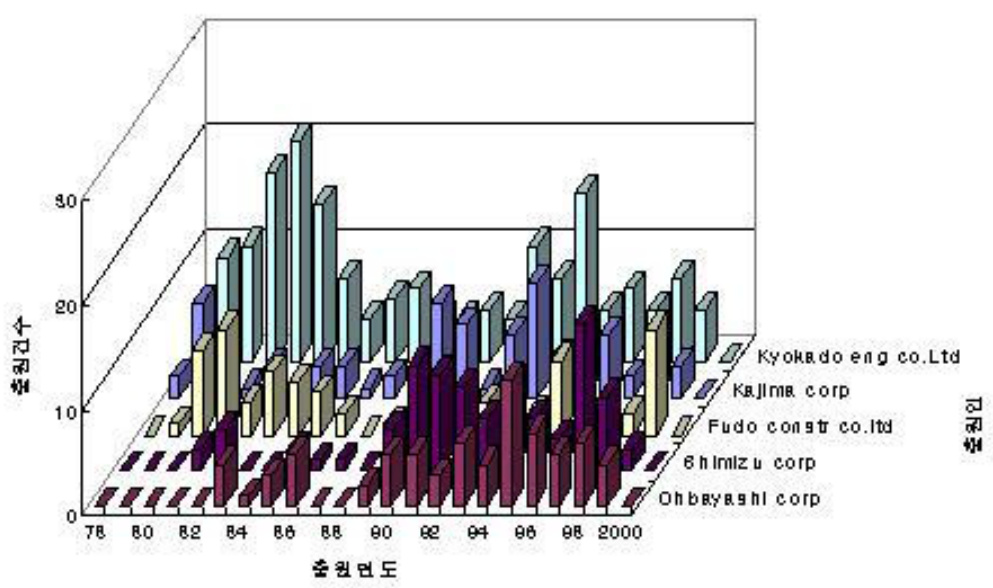 30
20
10
0
78 80 82 84 86 88 90 92 94 96 98 2000
출원건수
출원년도
출원인
Kyokado eng co.Ltd
Kajima corp
Fudo constr co.ltd
Shimizu corp
Ohbayashi corp